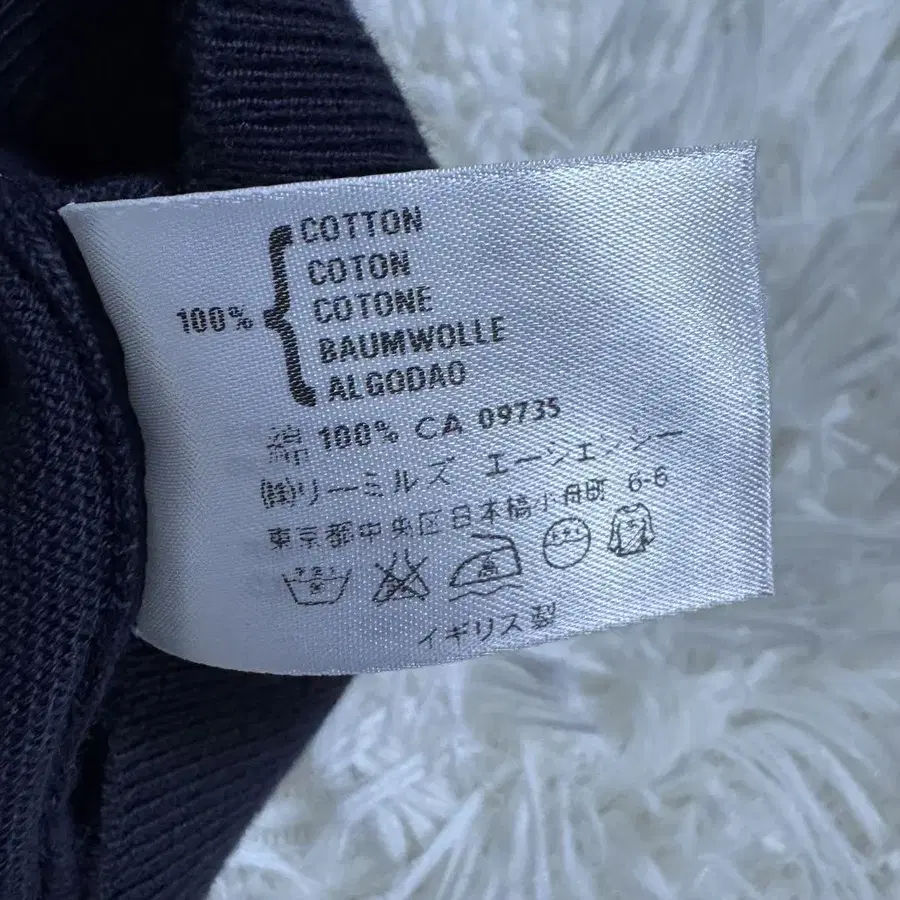 100%
COTTON
COTON
COTONE
BAUMWOLLE
ALGODAO
綿 100% CA 09735
㈱リーミルズ エージェンシー
東京都中央区日本橋小舟町 6-6
イギリス製